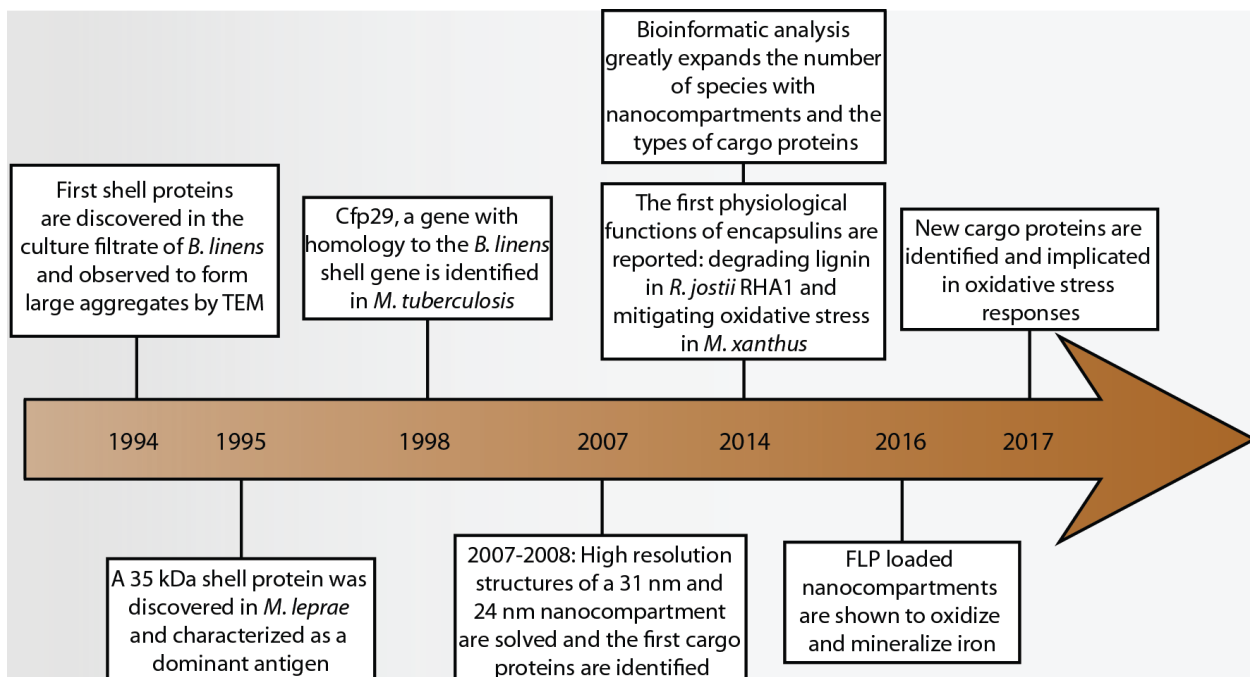 Bioinformatic analysis
greatly expands the number
of species with
nanocompartments and the
types of cargo proteins
First shell proteins
are discovered in the
culture filtrate of B. linens
and observed to form
large aggregates by TEM
Cfp29, a gene with
homology to the B. linens
shell gene is identified
in M. tuberculosis
The first physiological
functions of encapsulins are
reported: degrading lignin
in R. jostii RHA1 and
mitigating oxidative stress
in M. xanthus
New cargo proteins are
identified and implicated
in oxidative stress
responses
1994 1995 1998 2007 2014 2016 2017
A 35 kDa shell protein was
discovered in M. leprae
and characterized as a
dominant antigen
2007-2008: High resolution
structures of a 31 nm and
24 nm nanocompartment
are solved and the first cargo
proteins are identified
FLP loaded
nanocompartments
are shown to oxidize
and mineralize iron